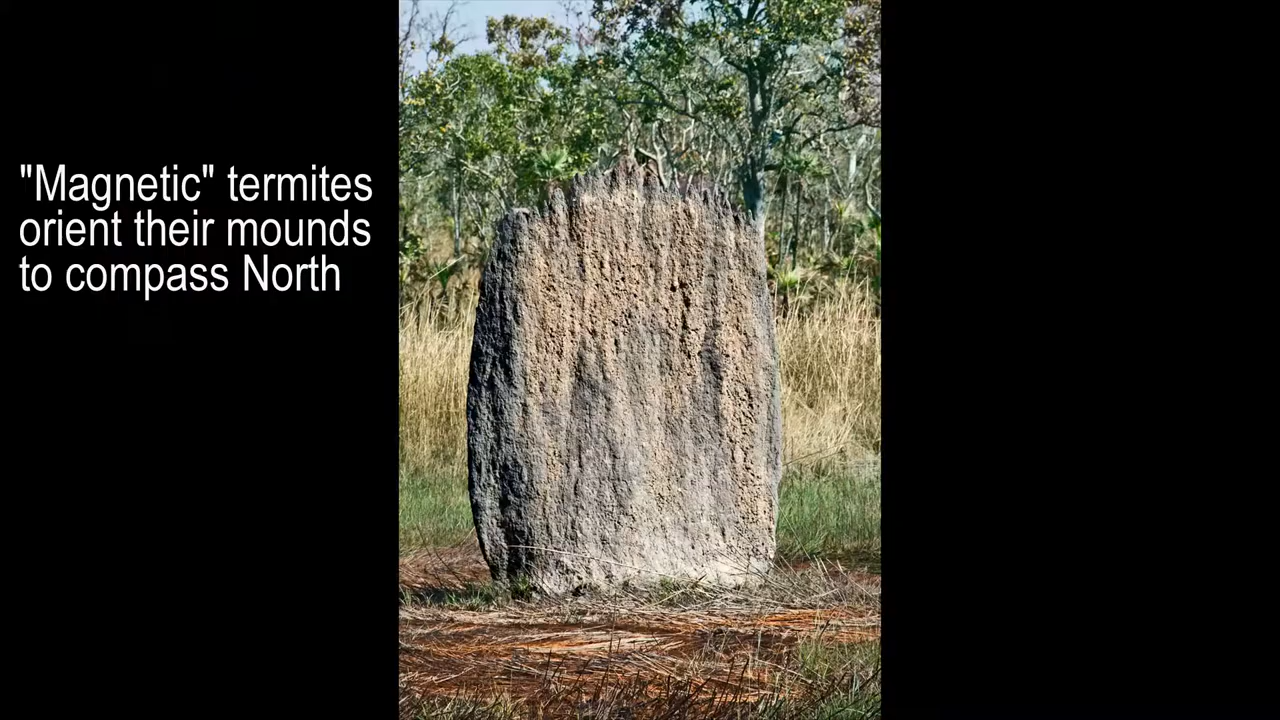 "Magnetic" termites
orient their mounds
to compass North